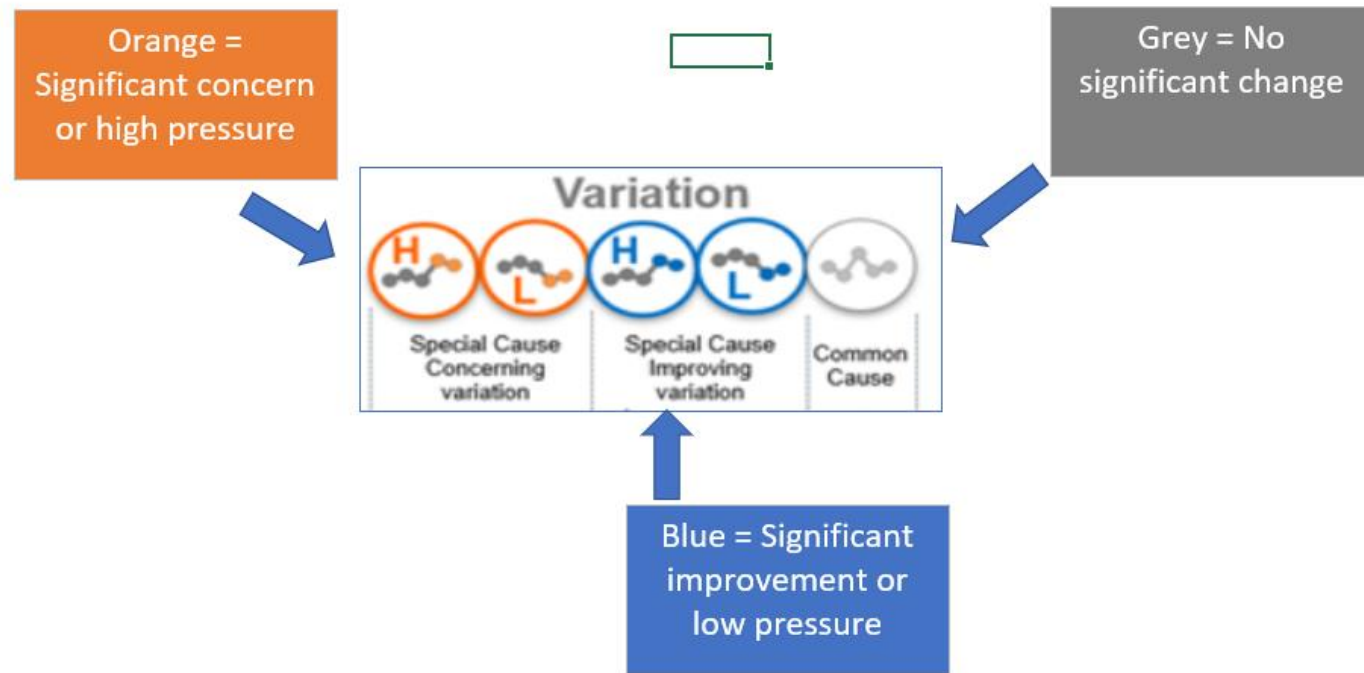 Orange =
Significant concern
or high pressure
Grey = No
significant change
Variation
H
L
H
L
Special Cause
Concerning
variation
Special Cause
Improving
variation
Common
Cause
Blue = Significant
improvement or
low pressure